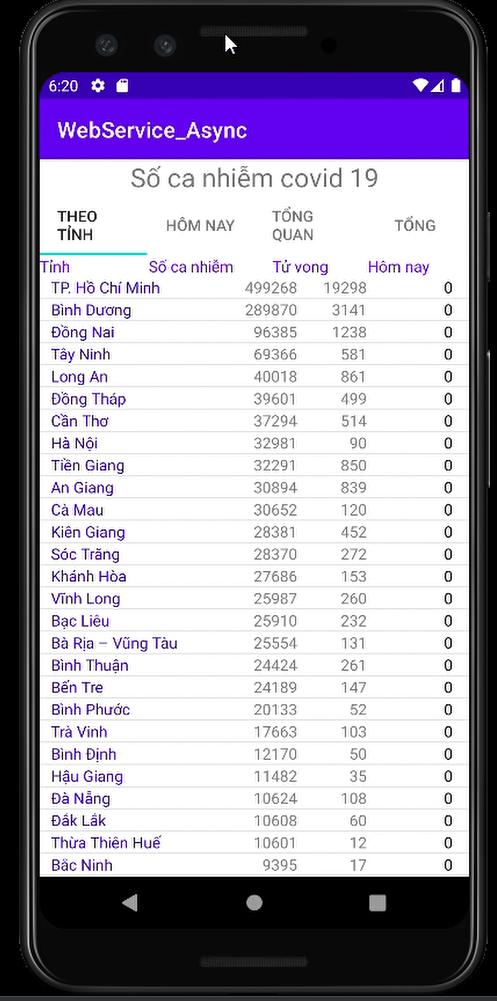 6:20
WebService_Async
Số ca nhiễm covid 19
THEO TỈNH HÔM NAY TỔNG QUAN TỔNG
Tỉnh Số ca nhiễm Tử vong Hôm nay
TP. Hồ Chí Minh 499268 19298 0
Bình Dương 289870 3141 0
Đồng Nai 96385 1238 0
Tây Ninh 69366 581 0
Long An 40018 861 0
Đồng Tháp 39601 499 0
Cần Thơ 37294 514 0
Hà Nội 32981 90 0
Tiền Giang 32291 850 0
An Giang 30894 839 0
Cà Mau 30652 120 0
Kiên Giang 28381 452 0
Sóc Trăng 28370 272 0
Khánh Hòa 27686 153 0
Vĩnh Long 25987 260 0
Bạc Liêu 25910 232 0
Bà Rịa – Vũng Tàu 25554 131 0
Bình Thuận 24424 261 0
Bến Tre 24189 147 0
Bình Phước 20133 52 0
Trà Vinh 17663 103 0
Bình Định 12170 50 0
Hậu Giang 11482 35 0
Đà Nẵng 10624 108 0
Đắk Lắk 10608 60 0
Thừa Thiên Huế 10601 12 0
Bắc Ninh 9395 17 0